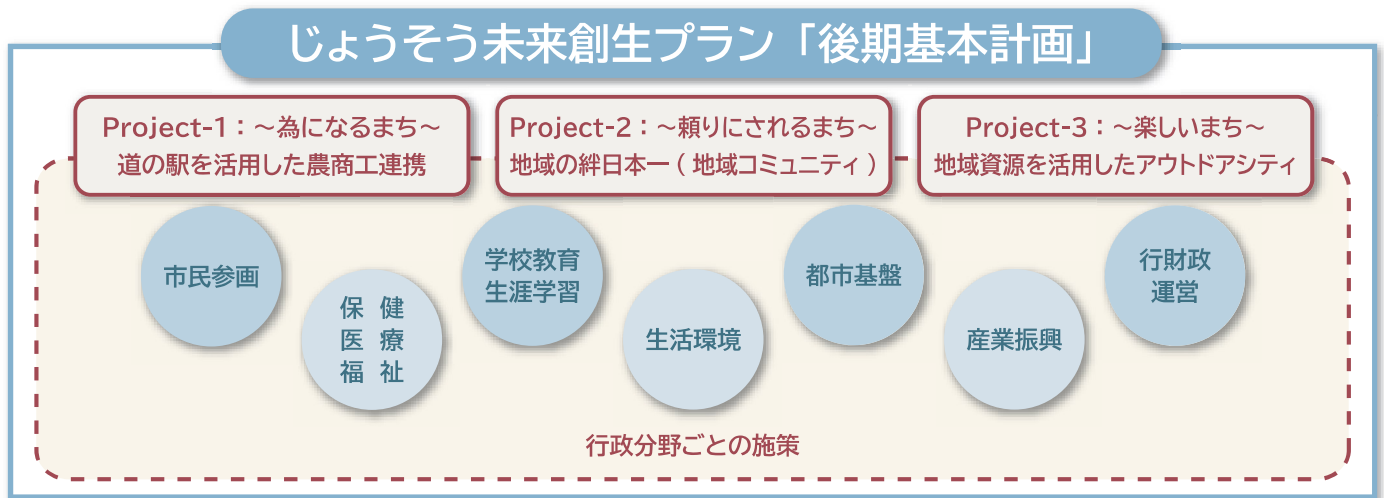 じょうそう未来創生プラン「後期基本計画」
Project-1：～為になるまち～
道の駅を活用した農商工連携
Project-2：～頼りにされるまち～
地域の絆日本一（地域コミュニティ）
Project-3：～楽しいまち～
地域資源を活用したアウトドアシティ
市民参画
保 健
医 療
福 祉
学校教育
生涯学習
生活環境
都市基盤
産業振興
行財政
運営
行政分野ごとの施策